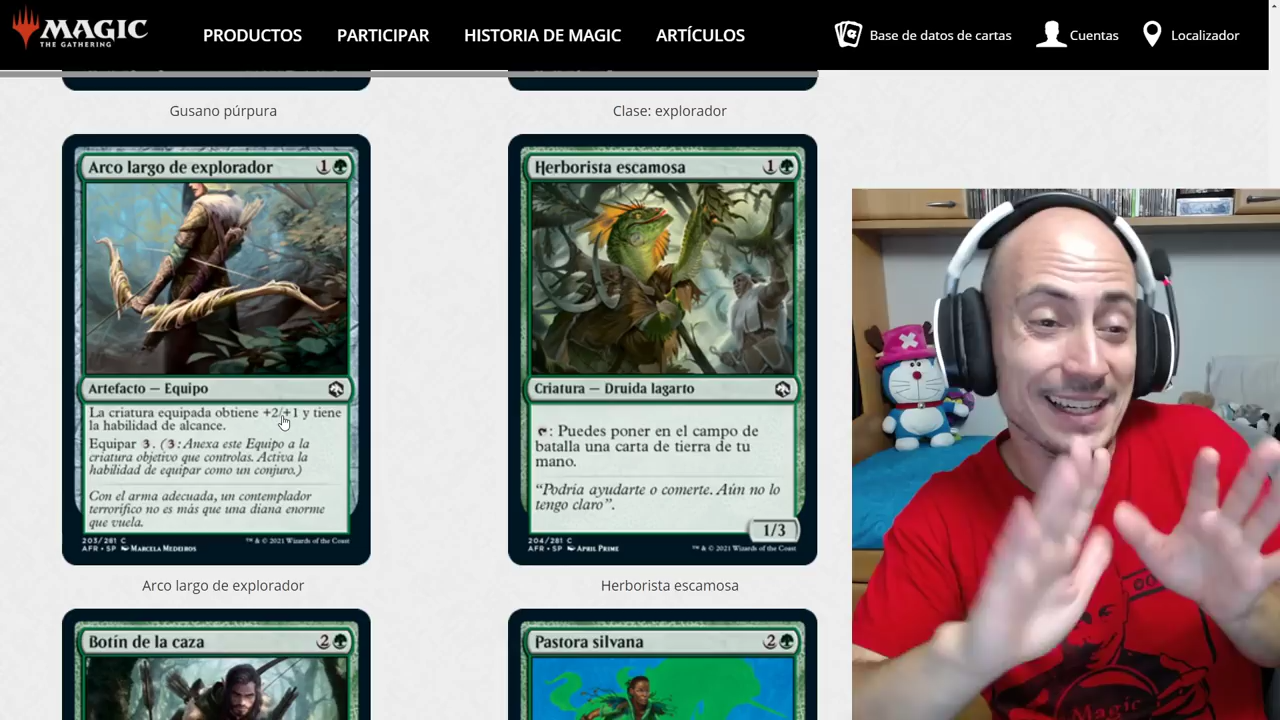 MAGIC
THE GATHERING
PRODUCTOS
PARTICIPAR
HISTORIA DE MAGIC
ARTÍCULOS
Base de datos de cartas
Cuentas
Localizador
Gusano púrpura
Clase: explorador
Arco largo de explorador 1
Artefacto — Equipo
La criatura equipada obtiene +2/+1 y tiene
la habilidad de alcance.
Equipar 3. (3: Anexa este Equipo a la
criatura objetivo que controlas. Activa la
habilidad de equipar como un conjuro.)
Con el arma adecuada, un contemplador
terrorífico no es más que una diana enorme
que vuela.
203/281 C
AFR • SP MARCELA MEDEIROS
™ & © 2021 Wizards of the Coast
Arco largo de explorador
Herborista escamosa 1
Criatura — Druida lagarto
: Puedes poner en el campo de
batalla una carta de tierra de tu
mano.
“Podría ayudarte o comerte. Aún no lo
tengo claro”.
1/3
204/281 C
AFR • SP APRIL PRIME
™ & © 2021 Wizards of the Coast
Herborista escamosa
Botín de la caza 2
Pastora silvana 2
Magic